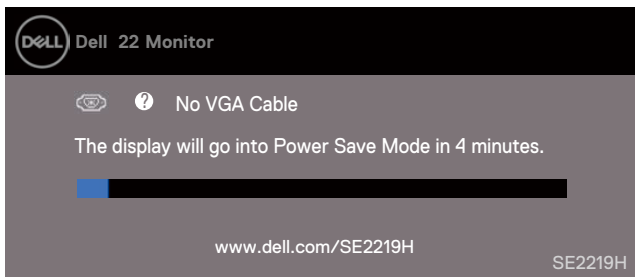 DELL Dell 22 Monitor
? No VGA Cable
The display will go into Power Save Mode in 4 minutes.
www.dell.com/SE2219H
SE2219H